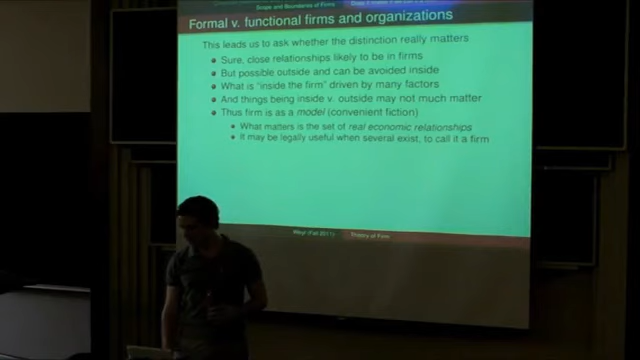 Scope and Boundaries of Firms
Formal v. functional firms and organizations
This leads us to ask whether the distinction really matters
Sure, close relationships likely to be in firms
But possible outside and can be avoided inside
What is "inside the firm" driven by many factors
And things being inside v. outside may not much matter
Thus firm is as a model (convenient fiction)
What matters is the set of real economic relationships
It may be legally useful when several exist, to call it a firm
(Fall 2011) Theory of Firm